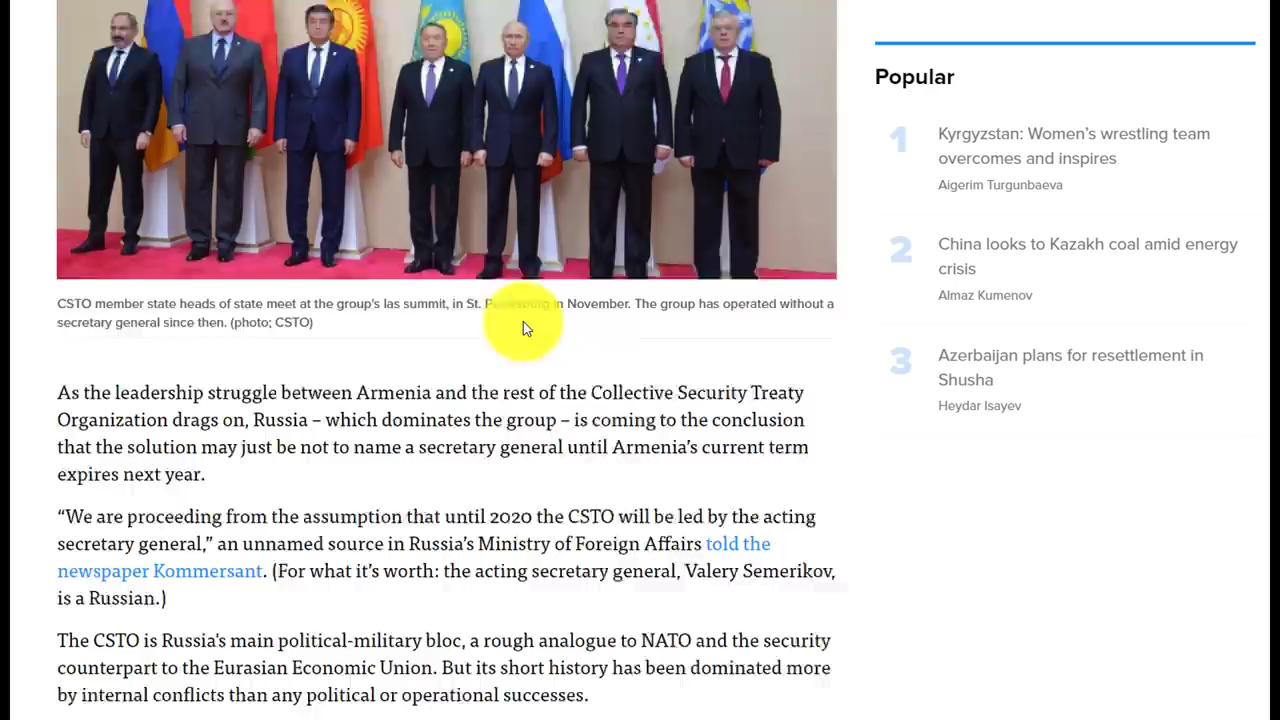 CSTO member state heads of state meet at the group's las summit, in St. Petersburg in November. The group has operated without a
secretary general since then. (photo; CSTO)
As the leadership struggle between Armenia and the rest of the Collective Security Treaty
Organization drags on, Russia – which dominates the group – is coming to the conclusion
that the solution may just be not to name a secretary general until Armenia's current term
expires next year.
“We are proceeding from the assumption that until 2020 the CSTO will be led by the acting
secretary general,” an unnamed source in Russia's Ministry of Foreign Affairs told the
newspaper Kommersant. (For what it's worth: the acting secretary general, Valery Semerikov,
is a Russian.)
The CSTO is Russia's main political-military bloc, a rough analogue to NATO and the security
counterpart to the Eurasian Economic Union. But its short history has been dominated more
by internal conflicts than any political or operational successes.
Popular
1
Kyrgyzstan: Women's wrestling team
overcomes and inspires
Aigerim Turgunbaeva
2
China looks to Kazakh coal amid energy
crisis
Almaz Kumenov
3
Azerbaijan plans for resettlement in
Shusha
Heydar Isayev